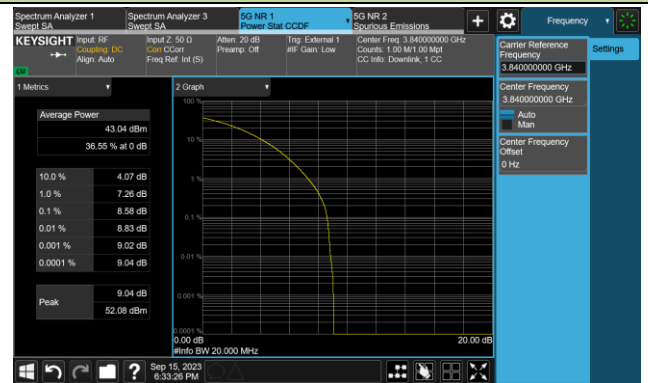 Spectrum Analyzer 1
Swept SA
Spectrum Analyzer 3
Swept SA
5G NR 1
Power Stat CCDF
5G NR 2
Spurious Emissions
Frequency
KEYSIGHT
Input: RF
Coupling: DC
Align: Auto
Input Z: 50 Ω
Corr CCorr
Freq Ref: Int (S)
Atten: 20 dB
Preamp: Off
Trig: External 1
#IF Gain: Low
Center Freq: 3.840000000 GHz
Counts: 1.00 M/1.00 Mpt
CC Info: Downlink, 1 CC
1 Metrics
Average Power
43.04 dBm
36.55 % at 0 dB
10.0 % 4.07 dB
1.0 % 7.26 dB
0.1 % 8.58 dB
0.01 % 8.83 dB
0.001 % 9.02 dB
0.0001 % 9.04 dB
Peak
9.04 dB
52.08 dBm
2 Graph
100 %
10 %
1 %
0.1 %
0.01 %
0.001 %
0.0001 %
0.00 dB
20.00 dB
#Info BW 20.000 MHz
Carrier Reference
Frequency
3.840000000 GHz
Center Frequency
3.840000000 GHz
Auto
Man
Center Frequency
Offset
0 Hz
Settings
?
Sep 15, 2023
6:33:26 PM